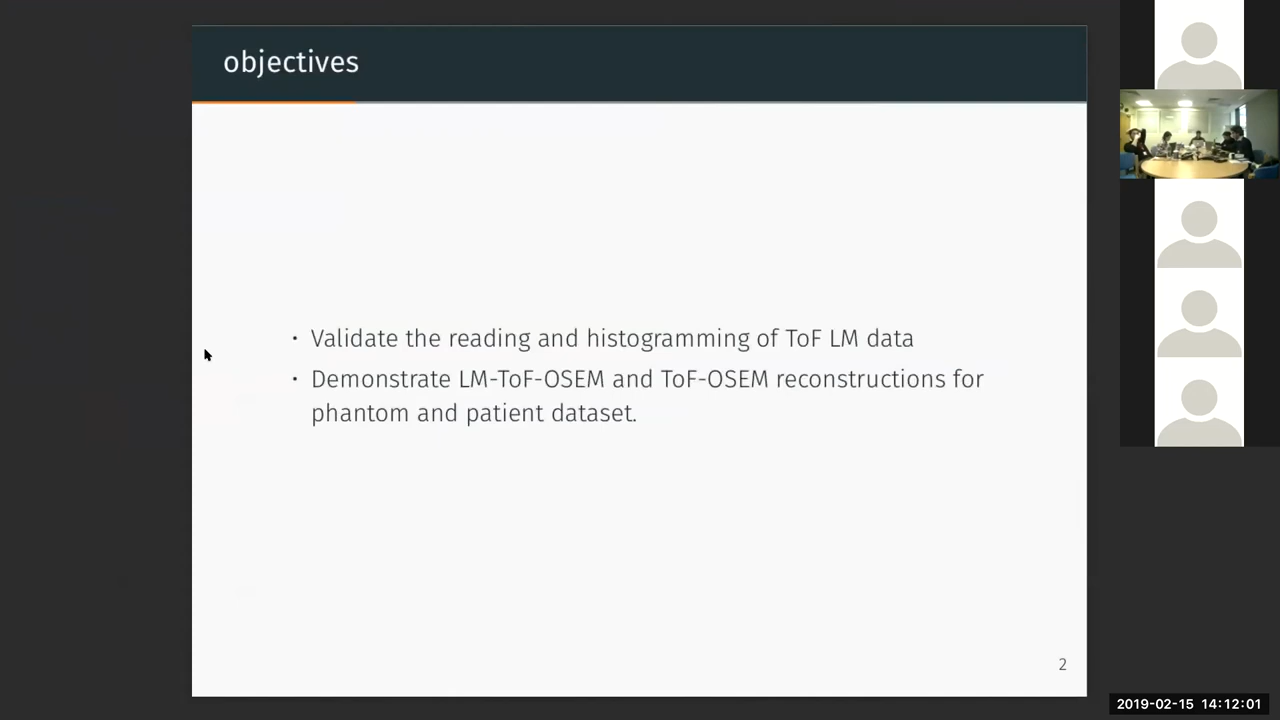 objectives
· Validate the reading and histogramming of ToF LM data
· Demonstrate LM-ToF-OSEM and ToF-OSEM reconstructions for
phantom and patient dataset.
2
2019-02-15 14:12:01